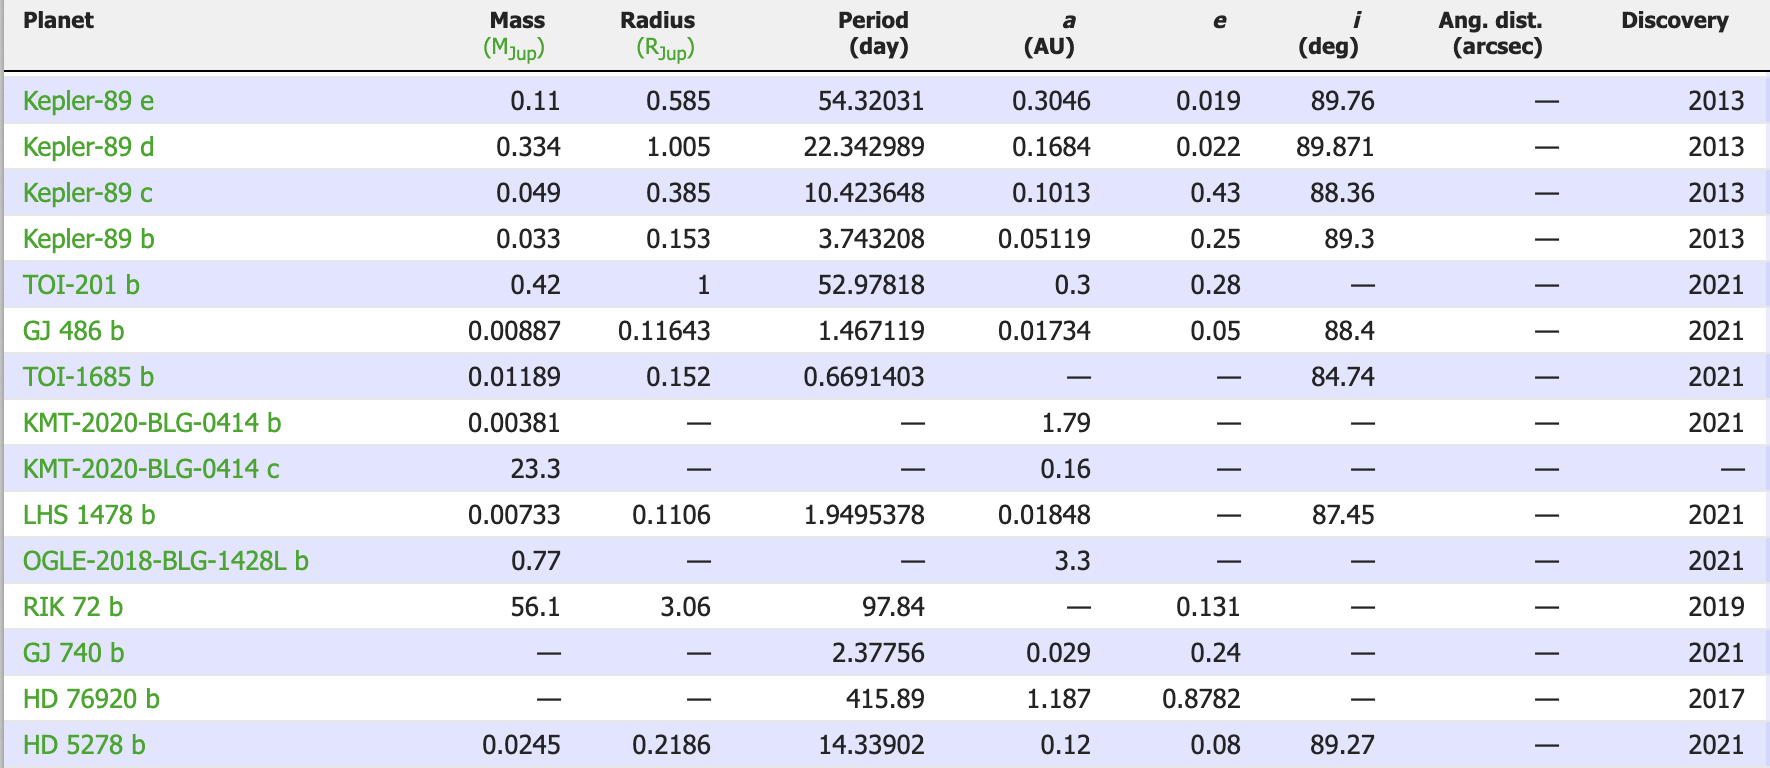 Planet Mass Radius Period a e i Ang. dist. Discovery
(MJup) (RJup) (day) (AU) (deg) (arcsec)
Kepler-89 e 0.11 0.585 54.32031 0.3046 0.019 89.76 — 2013
Kepler-89 d 0.334 1.005 22.342989 0.1684 0.022 89.871 — 2013
Kepler-89 c 0.049 0.385 10.423648 0.1013 0.43 88.36 — 2013
Kepler-89 b 0.033 0.153 3.743208 0.05119 0.25 89.3 — 2013
TOI-201 b 0.42 1 52.97818 0.3 0.28 — — 2021
GJ 486 b 0.00887 0.11643 1.467119 0.01734 0.05 88.4 — 2021
TOI-1685 b 0.01189 0.152 0.6691403 — — 84.74 — 2021
KMT-2020-BLG-0414 b 0.00381 — — 1.79 — — — 2021
KMT-2020-BLG-0414 c 23.3 — — 0.16 — — — —
LHS 1478 b 0.00733 0.1106 1.9495378 0.01848 — 87.45 — 2021
OGLE-2018-BLG-1428L b 0.77 — — 3.3 — — — 2021
RIK 72 b 56.1 3.06 97.84 — 0.131 — — 2019
GJ 740 b — — 2.37756 0.029 0.24 — — 2021
HD 76920 b — — 415.89 1.187 0.8782 — — 2017
HD 5278 b 0.0245 0.2186 14.33902 0.12 0.08 89.27 — 2021